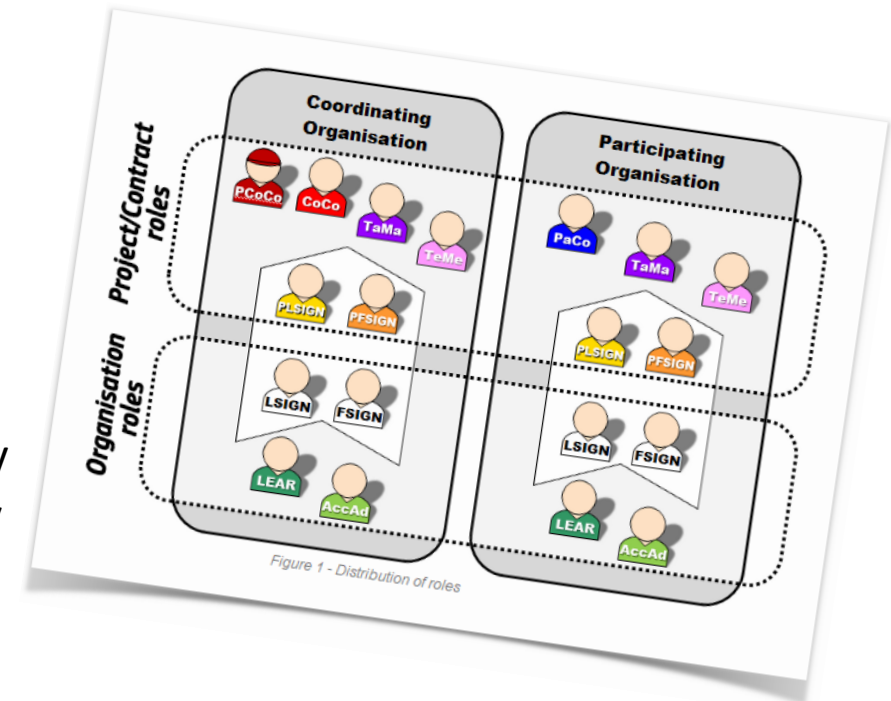 Coordinating
Organisation
Participating
Organisation
Project/Contract
roles
PCoCo
CoCo
TaMa
TeMe
PaCo
TaMa
TeMe
PLSIGN
PFSIGN
PLSIGN
PFSIGN
Organisation
roles
LSIGN
FSIGN
LSIGN
FSIGN
LEAR
AccAd
LEAR
AccAd
Figure 1 - Distribution of roles